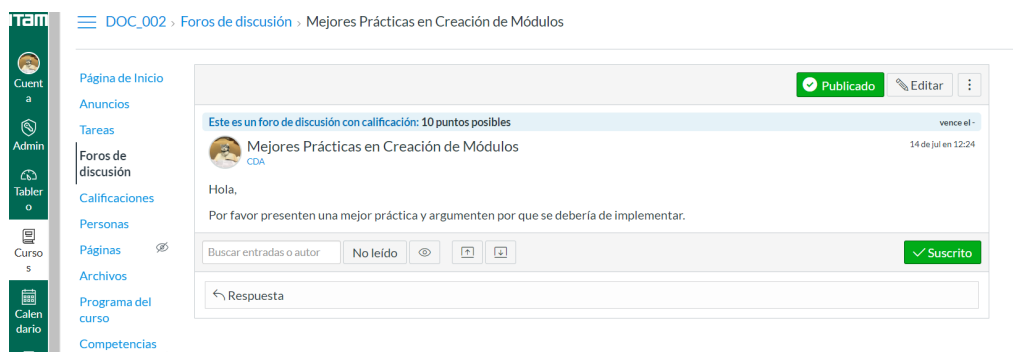 ITAM
DOC_002 › Foros de discusión › Mejores Prácticas en Creación de Módulos
Cuent
a
Admin
Tabler
o
Curso
s
Calen
dario
Página de Inicio
Anuncios
Tareas
Foros de
discusión
Calificaciones
Personas
Páginas
Archivos
Programa del
curso
Competencias
Publicado
Editar
Este es un foro de discusión con calificación: 10 puntos posibles
vence el -
Mejores Prácticas en Creación de Módulos
14 de jul en 12:24
CDA
Hola,
Por favor presenten una mejor práctica y argumenten por que se debería de implementar.
Buscar entradas o autor
No leído
Suscrito
Respuesta